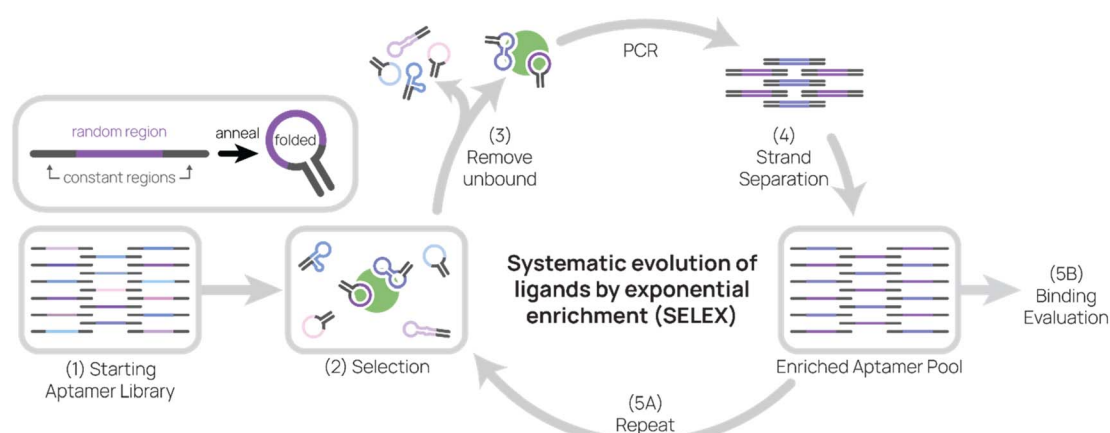 random region
anneal
folded
constant regions
(1) Starting
Aptamer Library
(2) Selection
(3)
Remove
unbound
PCR
(4)
Strand
Separation
Systematic evolution of
ligands by exponential
enrichment (SELEX)
Enriched Aptamer Pool
(5A)
Repeat
(5B)
Binding
Evaluation